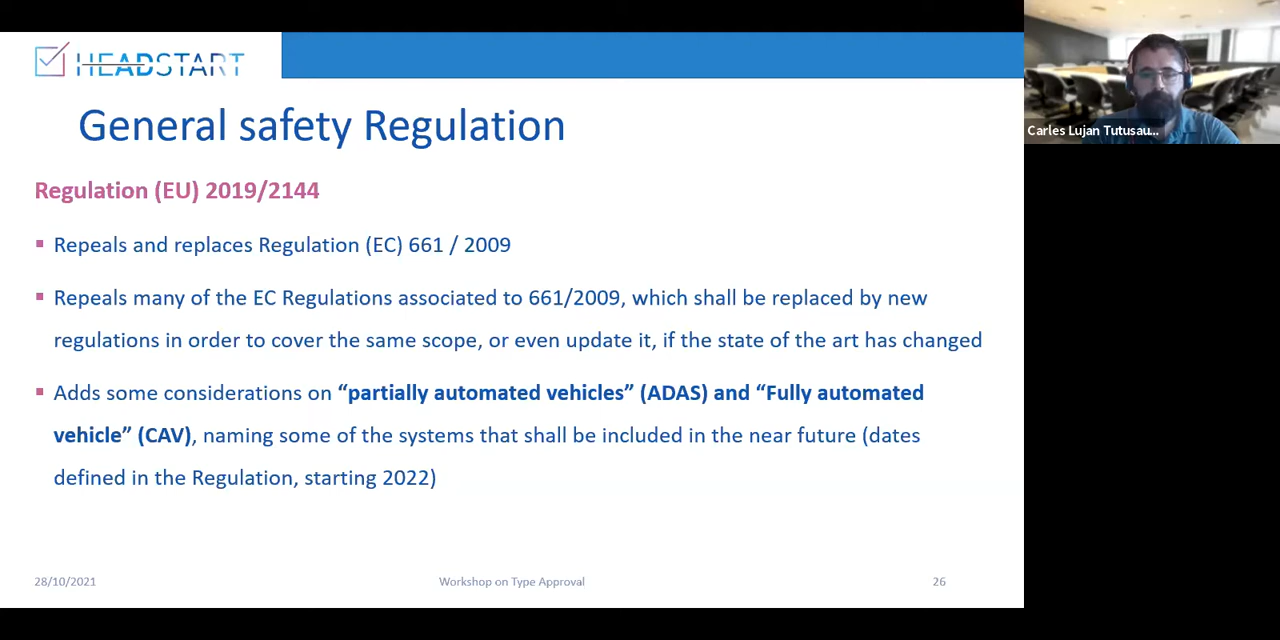 HEADSTART
General safety Regulation
Regulation (EU) 2019/2144
▪ Repeals and replaces Regulation (EC) 661 / 2009
▪ Repeals many of the EC Regulations associated to 661/2009, which shall be replaced by new
regulations in order to cover the same scope, or even update it, if the state of the art has changed
▪ Adds some considerations on “partially automated vehicles” (ADAS) and “Fully automated
vehicle” (CAV), naming some of the systems that shall be included in the near future (dates
defined in the Regulation, starting 2022)
28/10/2021
Workshop on Type Approval
26
Carles Lujan Tutusau...